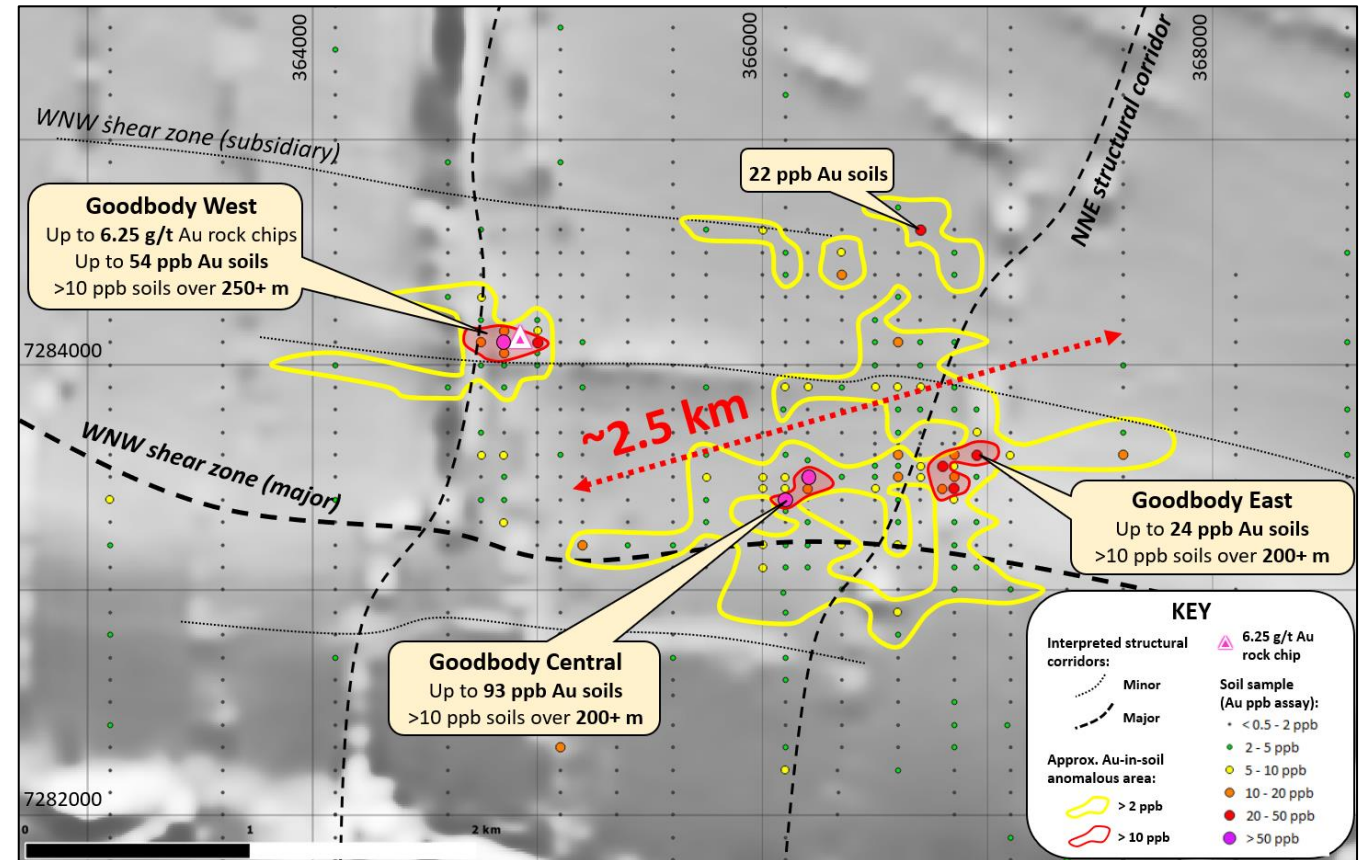 364000
366000
368000
WNW shear zone (subsidiary)
NNE structural corridor
22 ppb Au soils
Goodbody West
Up to 6.25 g/t Au rock chips
Up to 54 ppb Au soils
>10 ppb soils over 250+ m
7284000
~2.5 km
WNW shear zone (major)
Goodbody East
Up to 24 ppb Au soils
>10 ppb soils over 200+ m
Goodbody Central
Up to 93 ppb Au soils
>10 ppb soils over 200+ m
KEY
Interpreted structural
corridors:
Minor
Major
Approx. Au-in-soil
anomalous area:
> 2 ppb
> 10 ppb
6.25 g/t Au
rock chip
Soil sample
(Au ppb assay):
< 0.5 - 2 ppb
2 - 5 ppb
5 - 10 ppb
10 - 20 ppb
20 - 50 ppb
> 50 ppb
7282000
0 1 2 km